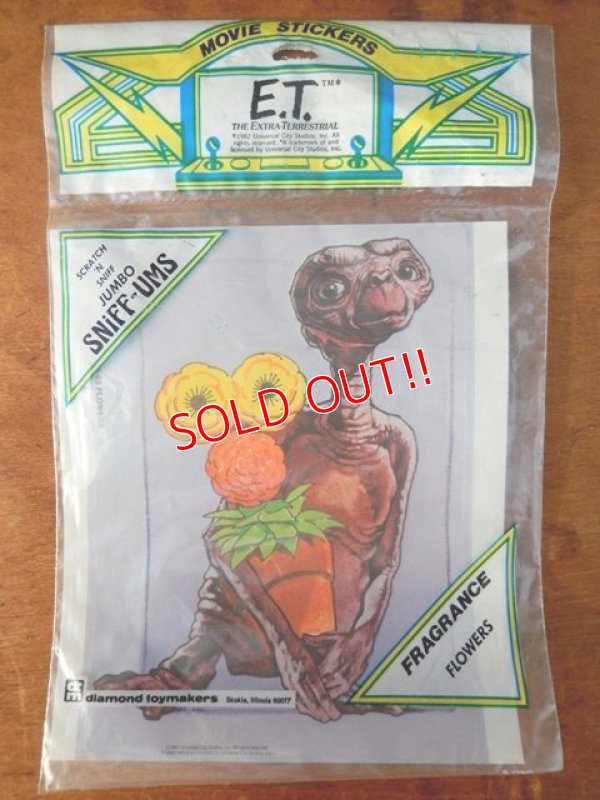 MOVIE STICKERS
E.T.™*
THE EXTRA-TERRESTRIAL
©1982 Universal City Studios, Inc. All
rights reserved. *A trademark of and
licensed by Universal City Studios, Inc.
SCRATCH
'N
SNIFF
JUMBO
SNiFF-UMS
SOLD OUT!!
FRAGRANCE
FLOWERS
diamond toymakers Skokie, Illinois 60077